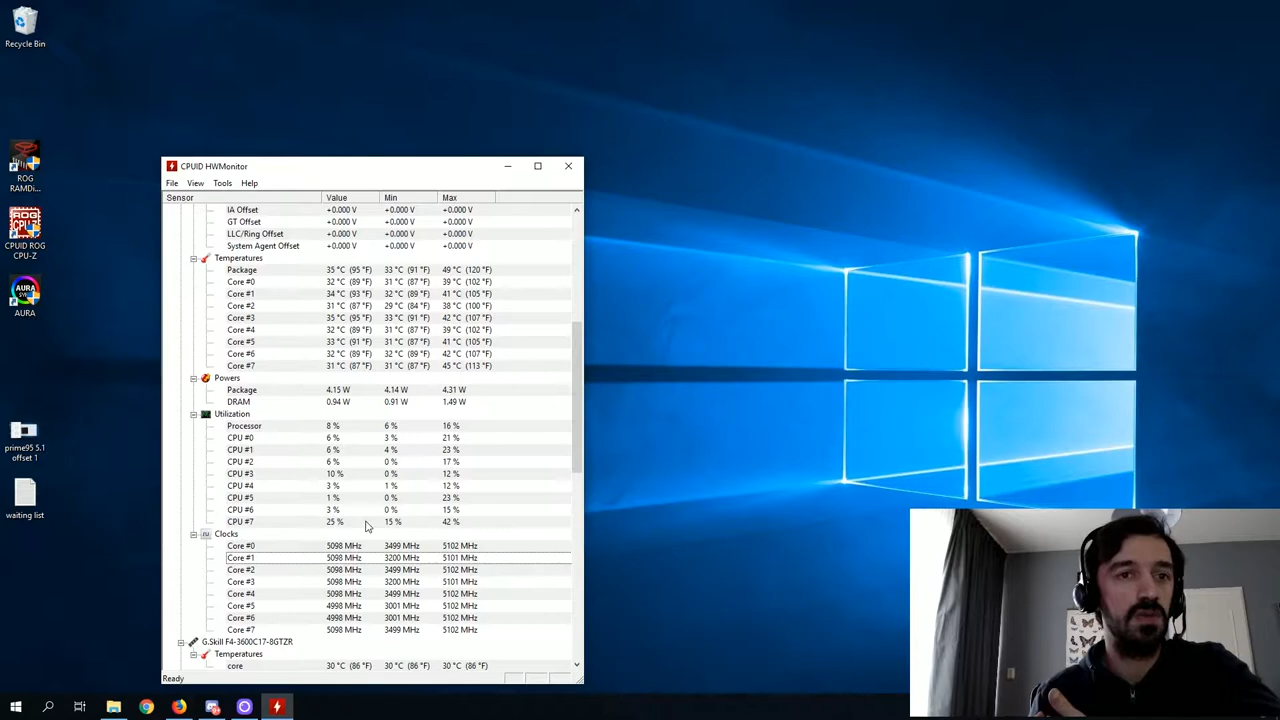 Recycle Bin
ROG
RAMDi...
CPUID ROG
CPU-Z
AURA
prime95 5.1
offset 1
waiting list
CPUID HWMonitor
File View Tools Help
Sensor Value Min Max
IA Offset +0.000 V +0.000 V +0.000 V
GT Offset +0.000 V +0.000 V +0.000 V
LLC/Ring Offset +0.000 V +0.000 V +0.000 V
System Agent Offset +0.000 V +0.000 V +0.000 V
Temperatures
Package 35 °C (95 °F) 33 °C (91 °F) 49 °C (120 °F)
Core #0 32 °C (89 °F) 31 °C (87 °F) 39 °C (102 °F)
Core #1 34 °C (93 °F) 32 °C (89 °F) 41 °C (105 °F)
Core #2 31 °C (87 °F) 29 °C (84 °F) 38 °C (100 °F)
Core #3 35 °C (95 °F) 33 °C (91 °F) 42 °C (107 °F)
Core #4 32 °C (89 °F) 31 °C (87 °F) 39 °C (102 °F)
Core #5 33 °C (91 °F) 31 °C (87 °F) 41 °C (105 °F)
Core #6 32 °C (89 °F) 31 °C (87 °F) 42 °C (107 °F)
Core #7 31 °C (87 °F) 31 °C (87 °F) 45 °C (113 °F)
Powers
Package 4.15 W 4.14 W 4.31 W
DRAM 0.94 W 0.91 W 1.49 W
Utilization
Processor 8 % 6 % 16 %
CPU #0 6 % 3 % 21 %
CPU #1 6 % 4 % 23 %
CPU #2 6 % 0 % 17 %
CPU #3 10 % 0 % 12 %
CPU #4 3 % 1 % 12 %
CPU #5 1 % 0 % 23 %
CPU #6 3 % 0 % 15 %
CPU #7 25 % 15 % 42 %
Clocks
Core #0 5098 MHz 3499 MHz 5102 MHz
Core #1 5098 MHz 3200 MHz 5101 MHz
Core #2 5098 MHz 3499 MHz 5102 MHz
Core #3 5098 MHz 3200 MHz 5101 MHz
Core #4 5098 MHz 3499 MHz 5102 MHz
Core #5 4998 MHz 3001 MHz 5102 MHz
Core #6 4998 MHz 3001 MHz 5102 MHz
Core #7 5098 MHz 3499 MHz 5102 MHz
G.Skill F4-3600C17-8GTZR
Temperatures
core 30 °C (86 °F) 30 °C (86 °F) 30 °C (86 °F)
Ready